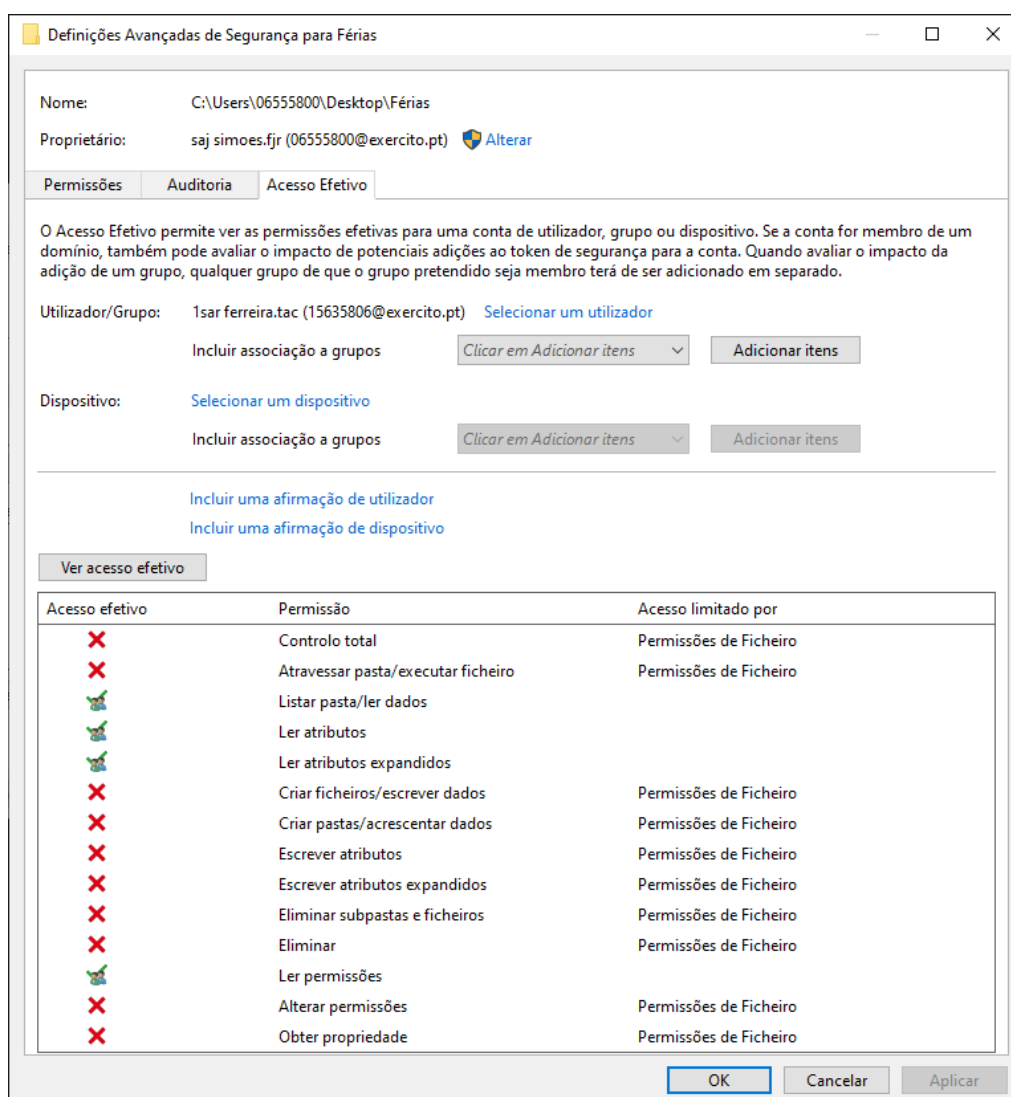 Definições Avançadas de Segurança para Férias
Nome: C:\Users\06555800\Desktop\Férias
Proprietário: saj simoes.fjr (06555800@exercito.pt) Alterar
Permissões Auditoria Acesso Efetivo
O Acesso Efetivo permite ver as permissões efetivas para uma conta de utilizador, grupo ou dispositivo. Se a conta for membro de um
domínio, também pode avaliar o impacto de potenciais adições ao token de segurança para a conta. Quando avaliar o impacto da
adição de um grupo, qualquer grupo de que o grupo pretendido seja membro terá de ser adicionado em separado.
Utilizador/Grupo: 1sar ferreira.tac (15635806@exercito.pt) Selecionar um utilizador
Incluir associação a grupos Clicar em Adicionar itens Adicionar itens
Dispositivo: Selecionar um dispositivo
Incluir associação a grupos Clicar em Adicionar itens Adicionar itens
Incluir uma afirmação de utilizador
Incluir uma afirmação de dispositivo
Ver acesso efetivo
Acesso efetivo Permissão Acesso limitado por
Controlo total Permissões de Ficheiro
Atravessar pasta/executar ficheiro Permissões de Ficheiro
Listar pasta/ler dados
Ler atributos
Ler atributos expandidos
Criar ficheiros/escrever dados Permissões de Ficheiro
Criar pastas/acrescentar dados Permissões de Ficheiro
Escrever atributos Permissões de Ficheiro
Escrever atributos expandidos Permissões de Ficheiro
Eliminar subpastas e ficheiros Permissões de Ficheiro
Eliminar Permissões de Ficheiro
Ler permissões
Alterar permissões Permissões de Ficheiro
Obter propriedade Permissões de Ficheiro
OK Cancelar Aplicar